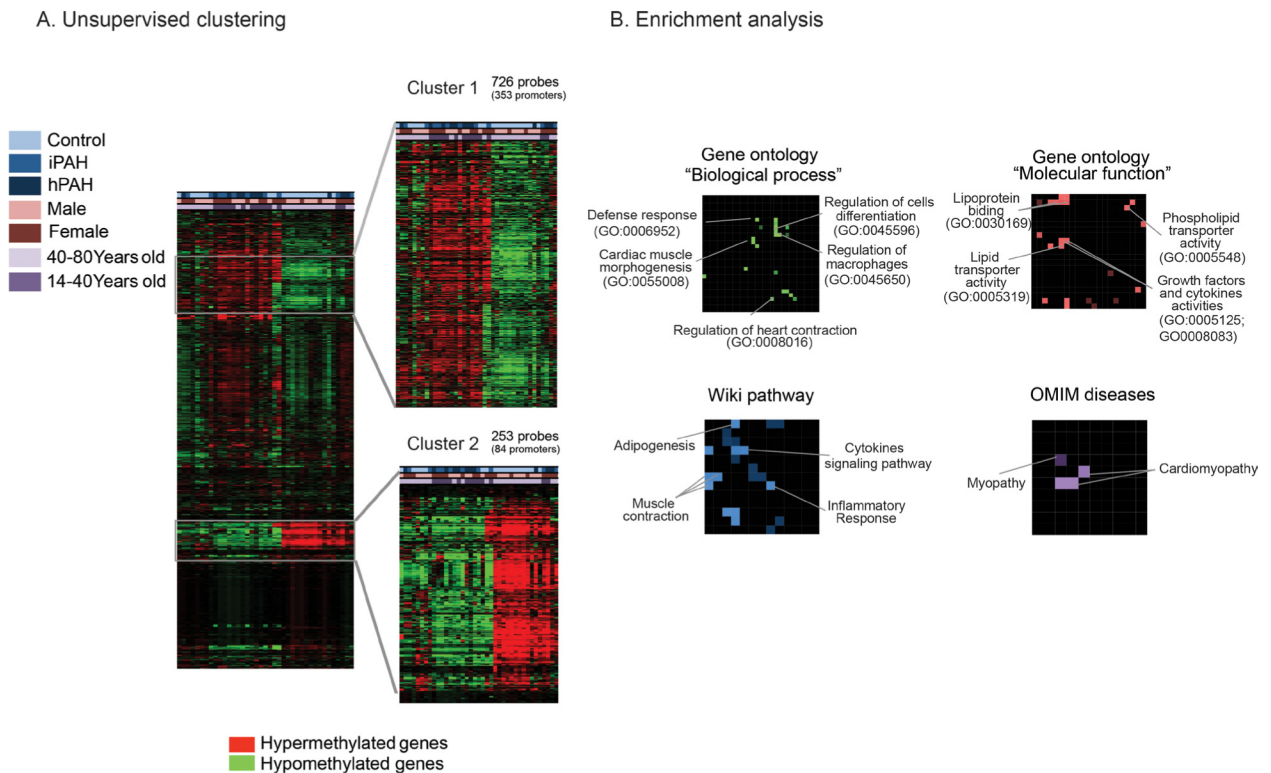 A. Unsupervised clustering
B. Enrichment analysis
Cluster 1
726 probes
(353 promoters)
Control
iPAH
hPAH
Male
Female
40-80Years old
14-40Years old
Cluster 2
253 probes
(84 promoters)
Hypermethylated genes
Hypomethylated genes
Gene ontology
“Biological process”
Defense response
(GO:0006952)
Cardiac muscle
morphogenesis
(GO:0055008)
Regulation of cells
differentiation
(GO:0045596)
Regulation of
macrophages
(GO:0045650)
Regulation of heart contraction
(GO:0008016)
Gene ontology
“Molecular function”
Lipoprotein
biding
(GO:0030169)
Lipid
transporter
activity
(GO:0005319)
Phospholipid
transporter
activity
(GO:0005548)
Growth factors
and cytokines
activities
(GO:0005125;
GO0008083)
Wiki pathway
Adipogenesis
Muscle
contraction
Cytokines
signaling pathway
Inflammatory
Response
OMIM diseases
Myopathy
Cardiomyopathy